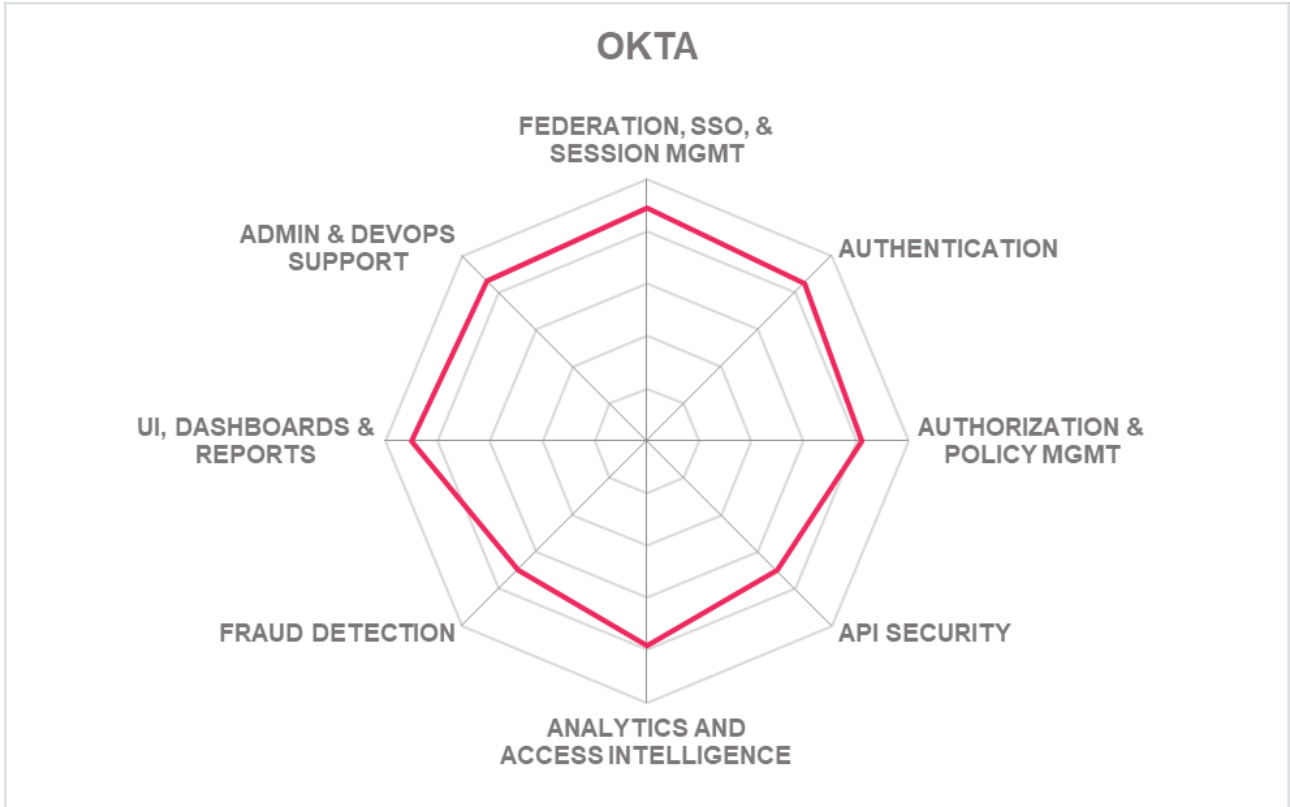 OKTA
FEDERATION, SSO, &
SESSION MGMT
AUTHENTICATION
AUTHORIZATION &
POLICY MGMT
API SECURITY
ANALYTICS AND
ACCESS INTELLIGENCE
FRAUD DETECTION
UI, DASHBOARDS &
REPORTS
ADMIN & DEVOPS
SUPPORT